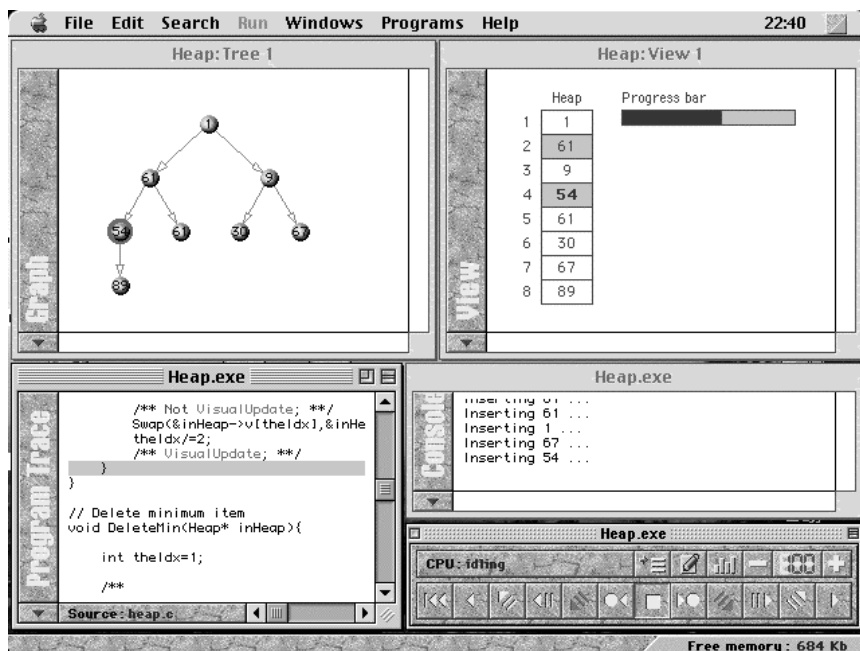 File Edit Search Run Windows Programs Help 22:40
Heap:Tree 1
1
61 9
54 61 30 67
89
Graph
Heap:View 1
Heap Progress bar
1 1
2 61
3 9
4 54
5 61
6 30
7 67
8 89
View
Heap.exe
/** Not VisualUpdate; **/
Swap(&inHeap->v[theIdx],&inHe
theIdx/=2;
/** VisualUpdate; **/
}
}
// Delete minimum item
void DeleteMin(Heap* inHeap){
int theIdx=1;
/**
Program Trace
Source:heap.c
Heap.exe
Inserting 61 ...
Inserting 61 ...
Inserting 1 ...
Inserting 67 ...
Inserting 54 ...
Console
Heap.exe
CPU:idling
100
Free memory: 684 Kb